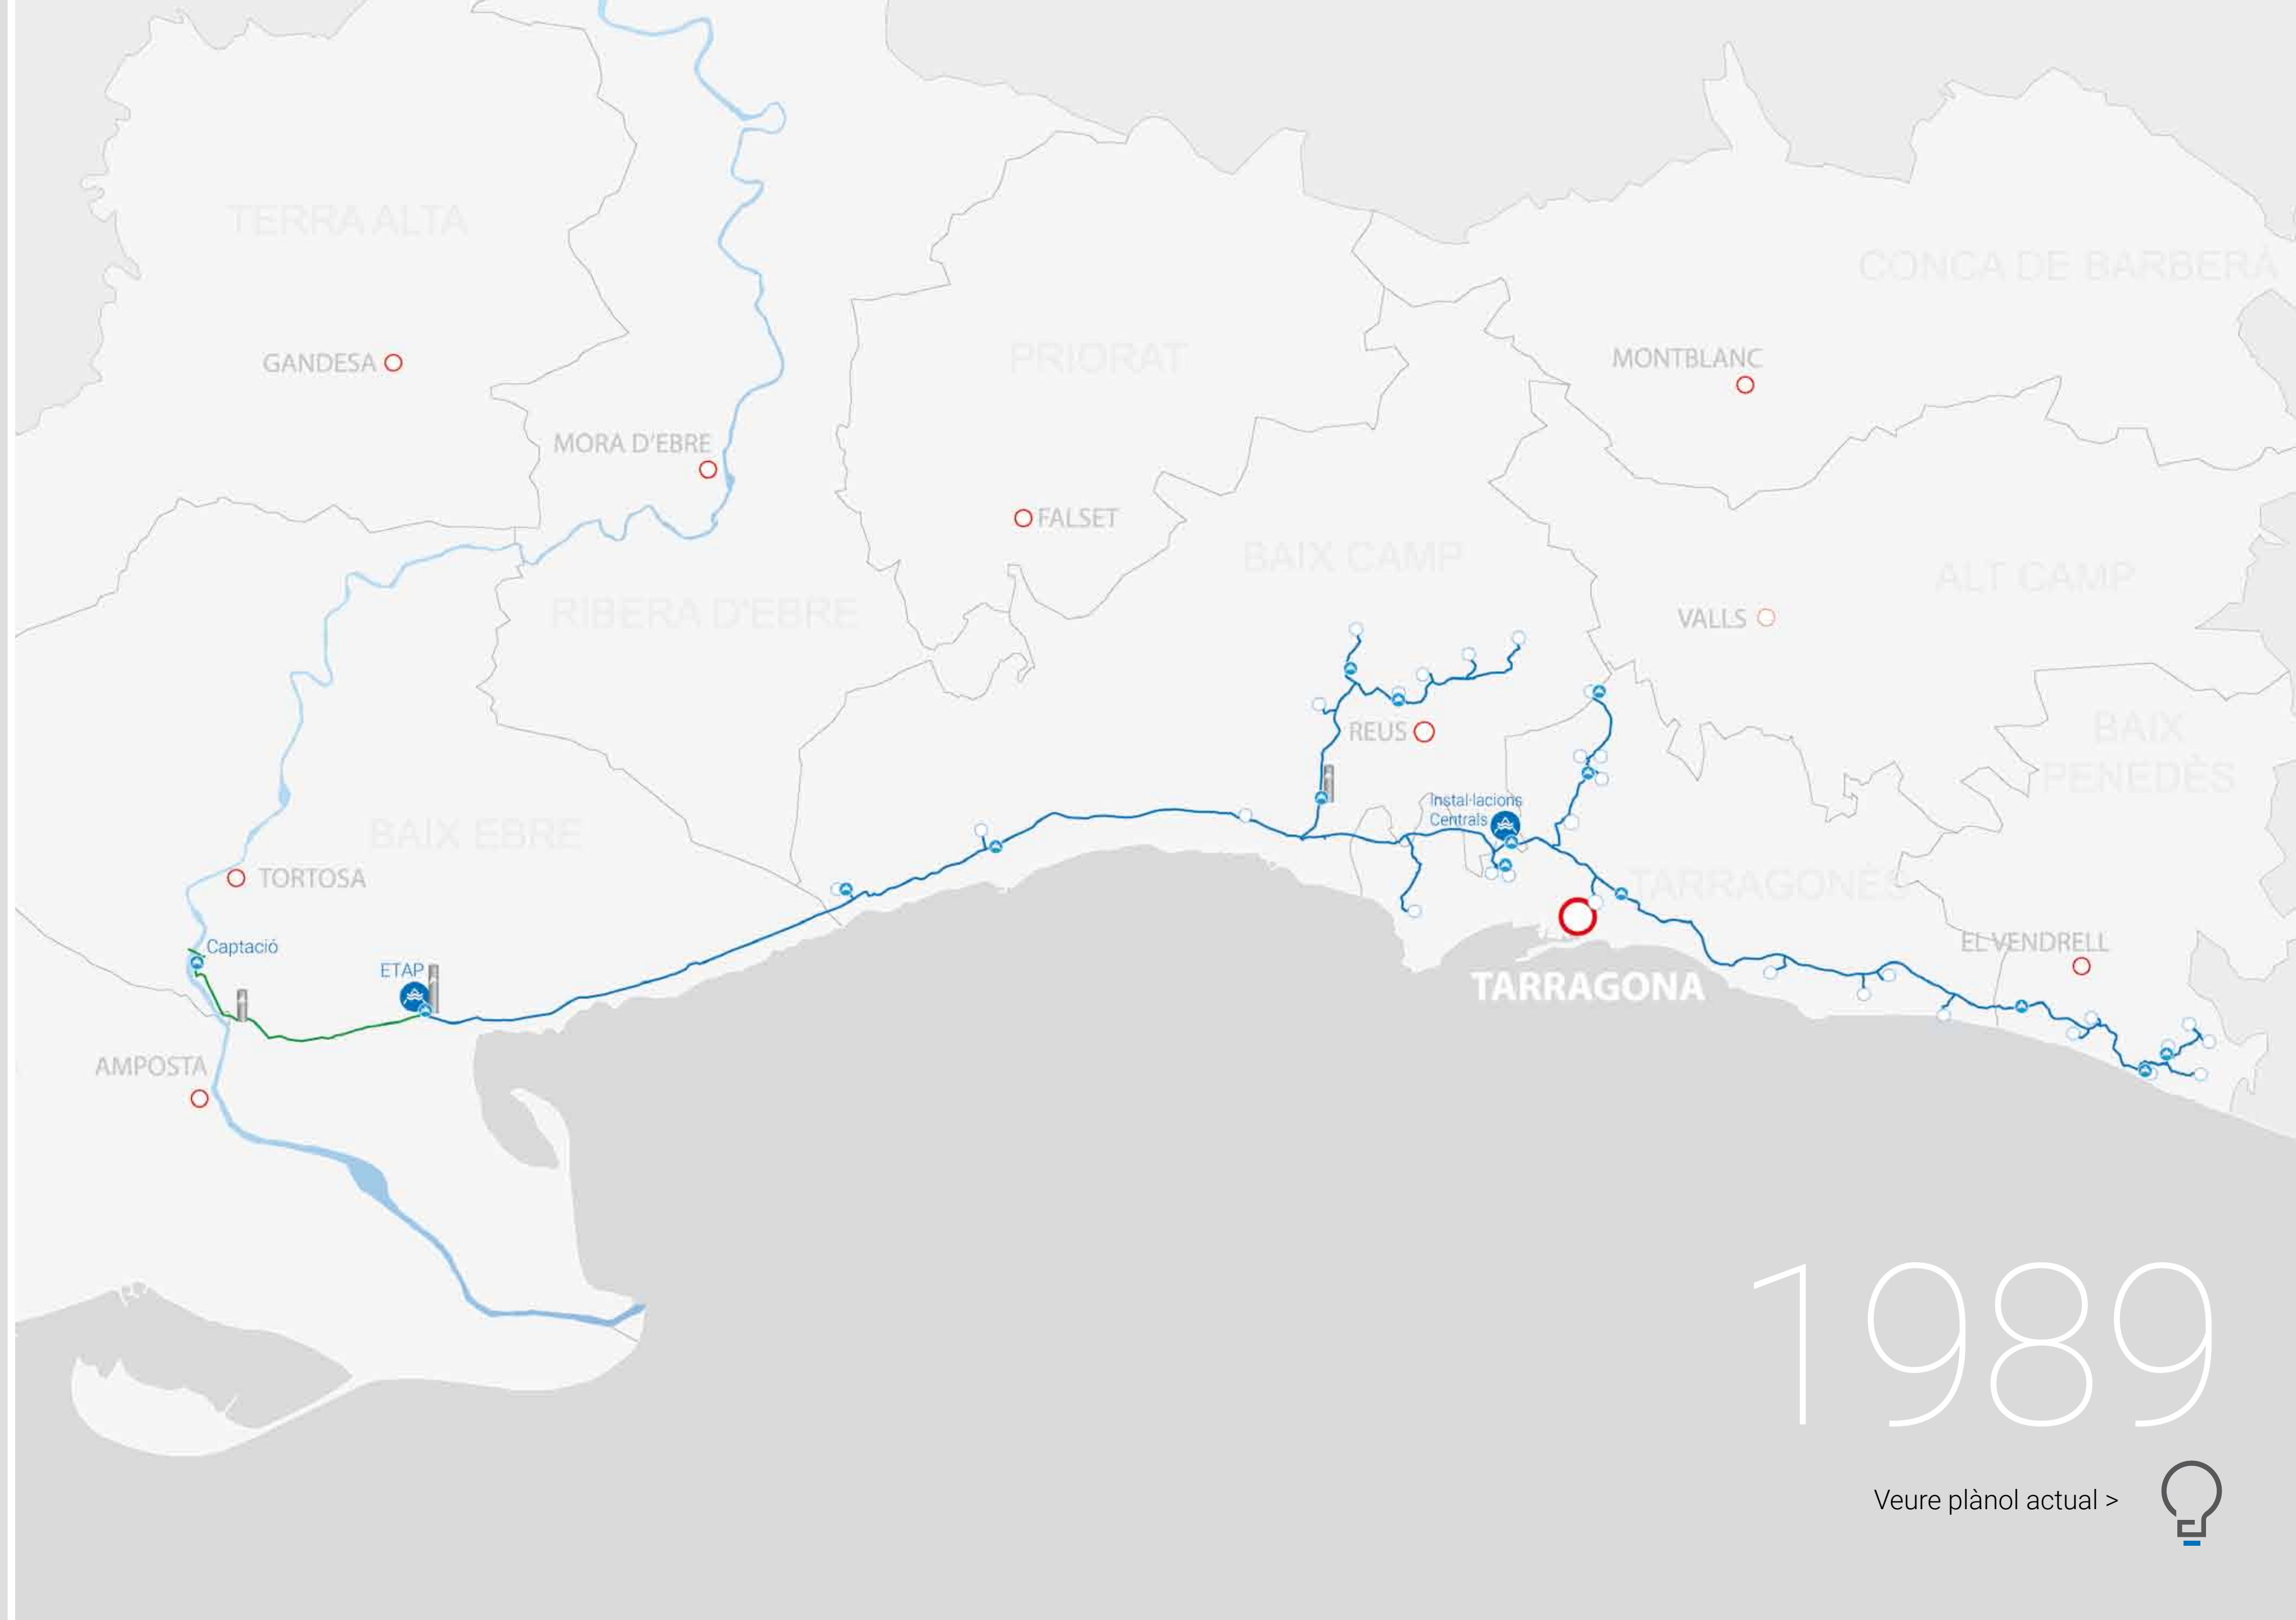 TERRA ALTA
CONCA DE BARBERÀ
PRIORAT
MONTBLANC
GANDESA
MORA D'EBRE
FALSET
BAIX CAMP
ALT CAMP
RIBERA D'EBRE
VALLS
REUS
BAIX
PENEDÈS
Instal·lacions
Centrals
BAIX EBRE
TORTOSA
TARRAGONÈS
Captació
EL VENDRELL
ETAP
TARRAGONA
AMPOSTA
1989
Veure plànol actual >